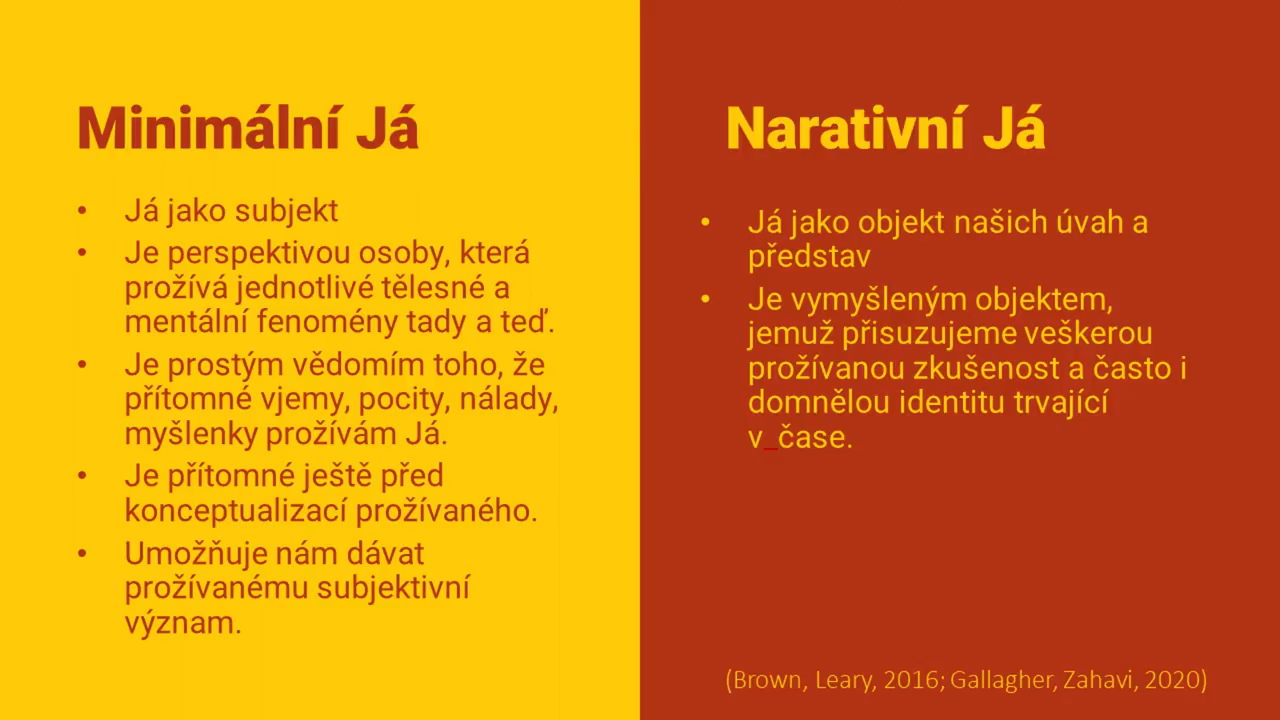 Minimální Já
• Já jako subjekt
• Je perspektivou osoby, která
prožívá jednotlivé tělesné a
mentální fenomény tady a teď.
• Je prostým vědomím toho, že
přítomné vjemy, pocity, nálady,
myšlenky prožívám Já.
• Je přítomné ještě před
konceptualizací prožívaného.
• Umožňuje nám dávat
prožívanému subjektivní
význam.
Narativní Já
• Já jako objekt našich úvah a
představ
• Je vymyšleným objektem,
jemuž přisuzujeme veškerou
prožívanou zkušenost a často i
domnělou identitu trvající
v_čase.
(Brown, Leary, 2016; Gallagher, Zahavi, 2020)